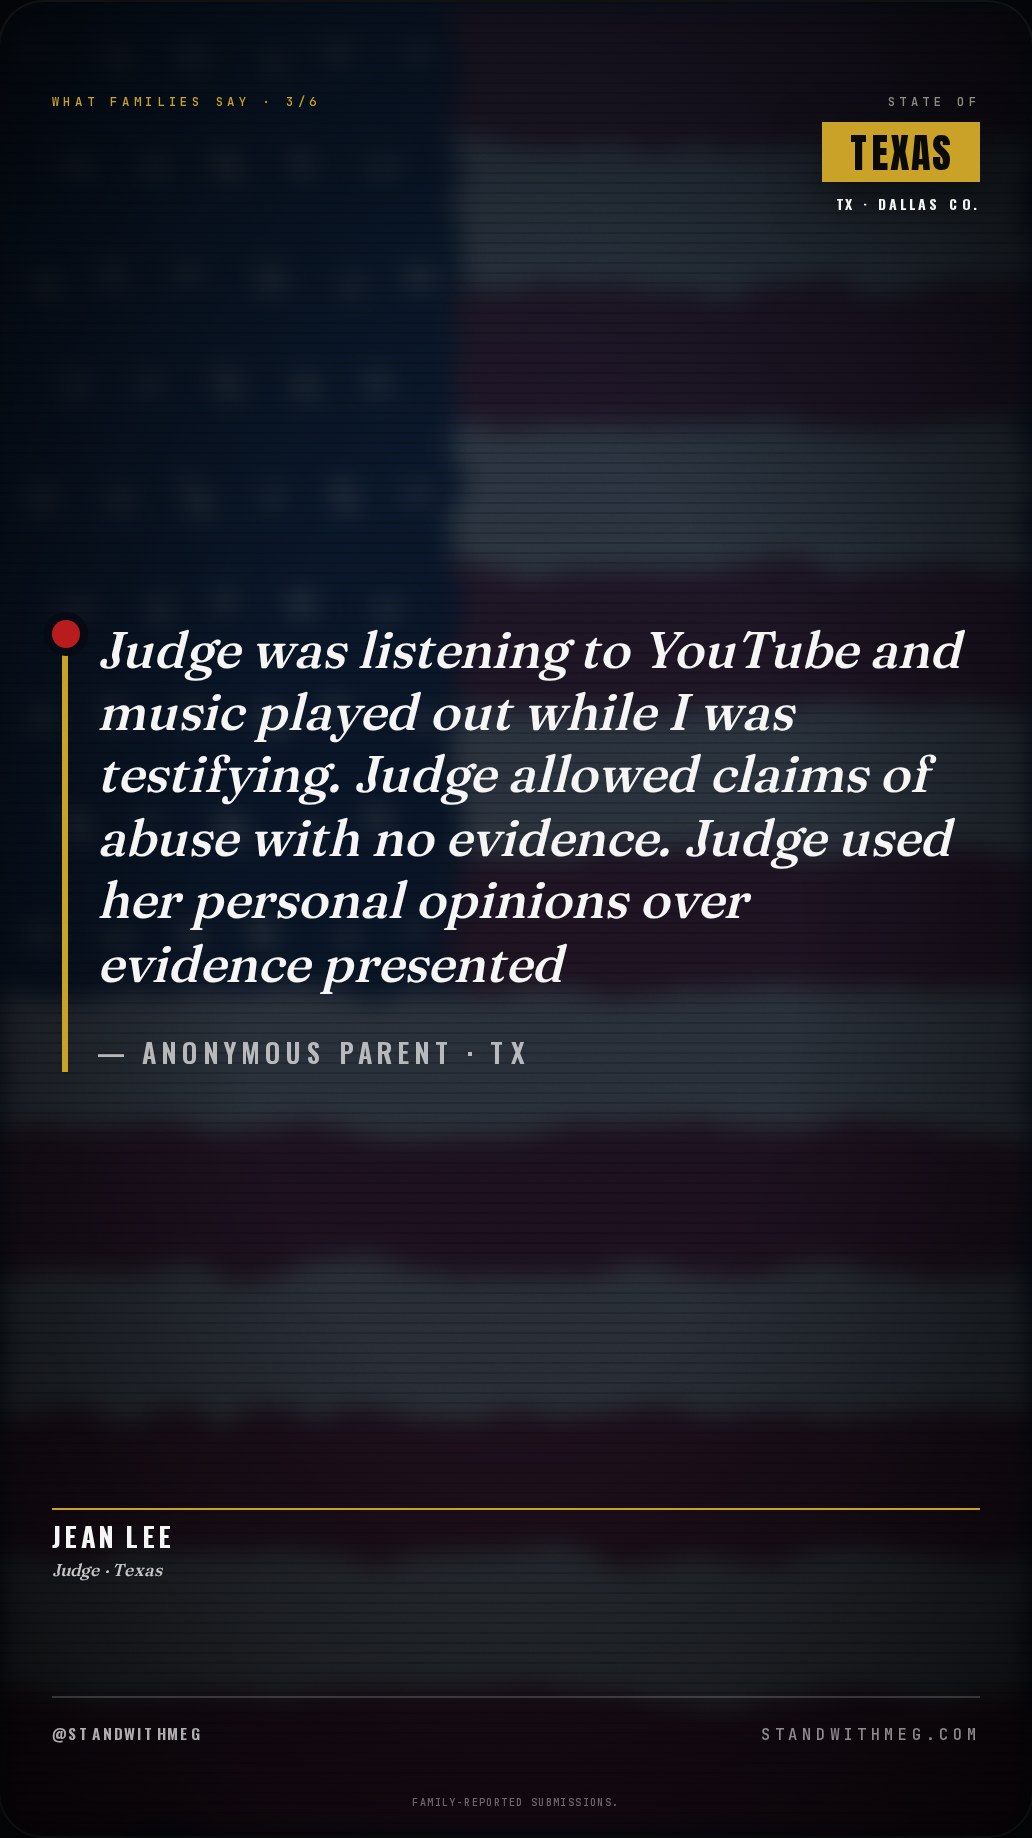 WHAT FAMILIES SAY · 3/6
STATE OF
TEXAS
TX · DALLAS CO.
Judge was listening to YouTube and
music played out while I was
testifying. Judge allowed claims of
abuse with no evidence. Judge used
her personal opinions over
evidence presented
— ANONYMOUS PARENT · TX
JEAN LEE
Judge · Texas
@STANDWITHMEG
STANDWITHMEG.COM
FAMILY-REPORTED SUBMISSIONS.